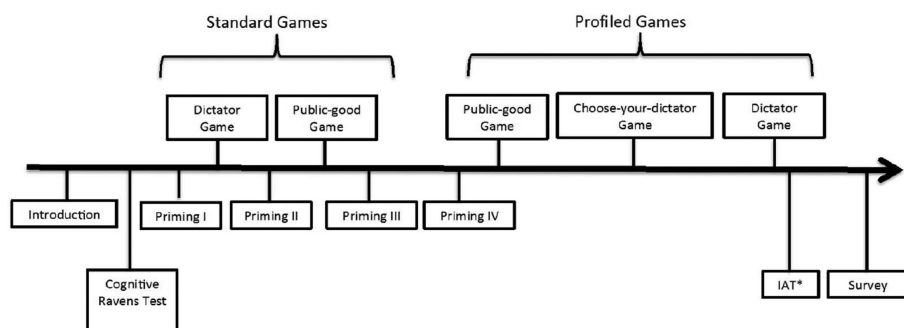 Standard Games
Profiled Games
Dictator
Game
Public-good
Game
Public-good
Game
Choose-your-dictator
Game
Dictator
Game
Introduction
Priming I
Priming II
Priming III
Priming IV
Cognitive
Ravens Test
IAT*
Survey